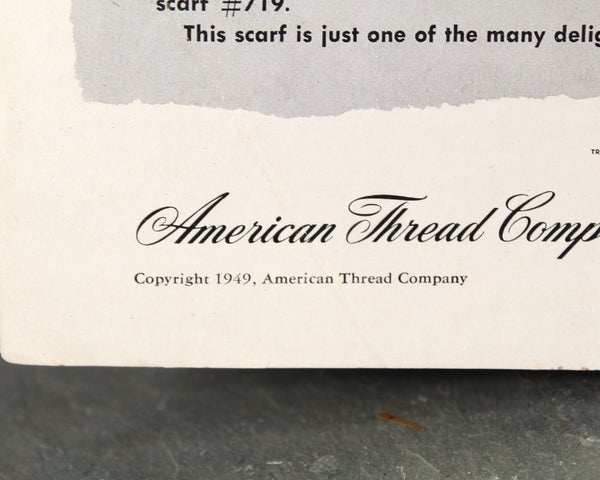 scarf #719.
This scarf is just one of the many delig
TR
American Thread Comp
Copyright 1949, American Thread Company